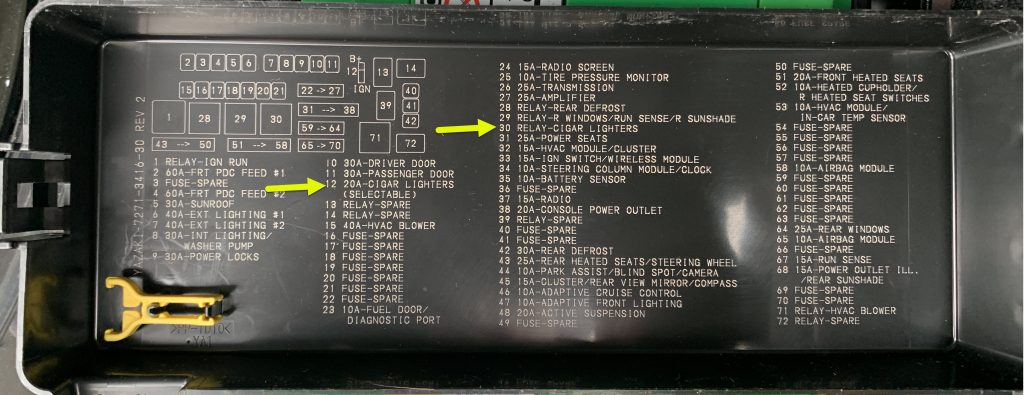 2 3 4 5 6 7 8 9 10 11
B+
12
IGN
13
14
15 16 17 18 19 20 21
22 --> 27
39
40
41
42
1
28
29
30
31 --> 38
59 -> 64
71
72
43 --> 50
51 --> 58
65 -> 70
1 RELAY-IGN RUN
2 60A-FRT PDC FEED #1
3 FUSE-SPARE
4 60A-FRT PDC FEED #2
5 30A-SUNROOF
6 40A-EXT LIGHTING #1
7 40A-EXT LIGHTING #2
8 30A-INT LIGHTING/
WASHER PUMP
9 30A-POWER LOCKS
10 30A-DRIVER DOOR
11 30A-PASSENGER DOOR
12 20A-CIGAR LIGHTERS
(SELECTABLE)
13 RELAY-SPARE
14 RELAY-SPARE
15 40A-HVAC BLOWER
16 FUSE-SPARE
17 FUSE-SPARE
18 FUSE-SPARE
19 FUSE-SPARE
20 FUSE-SPARE
21 FUSE-SPARE
22 FUSE-SPARE
23 10A-FUEL DOOR/
DIAGNOSTIC PORT
24 15A-RADIO SCREEN
25 10A-TIRE PRESSURE MONITOR
26 25A-TRANSMISSION
27 25A-AMPLIFIER
28 RELAY-REAR DEFROST
29 RELAY-R WINDOWS/RUN SENSE/R SUNSHADE
30 RELAY-CIGAR LIGHTERS
31 25A-POWER SEATS
32 15A-HVAC MODULE/CLUSTER
33 15A-IGN SWITCH/WIRELESS MODULE
34 10A-STEERING COLUMN MODULE/CLOCK
35 10A-BATTERY SENSOR
36 FUSE-SPARE
37 15A-RADIO
38 20A-CONSOLE POWER OUTLET
39 RELAY-SPARE
40 FUSE-SPARE
41 FUSE-SPARE
42 30A-REAR DEFROST
43 25A-REAR HEATED SEATS/STEERING WHEEL
44 10A-PARK ASSIST/BLIND SPOT/CAMERA
45 15A-CLUSTER/REAR VIEW MIRROR/COMPASS
46 10A-ADAPTIVE CRUISE CONTROL
47 10A-ADAPTIVE FRONT LIGHTING
48 20A-ACTIVE SUSPENSION
49 FUSE-SPARE
50 FUSE-SPARE
51 20A-FRONT HEATED SEATS
52 10A-HEATED CUPHOLDER/
R HEATED SEAT SWITCHES
53 10A-HVAC MODULE/
IN-CAR TEMP SENSOR
54 FUSE-SPARE
55 FUSE-SPARE
56 FUSE-SPARE
57 FUSE-SPARE
58 10A-AIRBAG MODULE
59 FUSE-SPARE
60 FUSE-SPARE
61 FUSE-SPARE
62 FUSE-SPARE
63 FUSE-SPARE
64 25A-REAR WINDOWS
65 10A-AIRBAG MODULE
66 FUSE-SPARE
67 15A-RUN SENSE
68 15A-POWER OUTLET ILL.
/REAR SUNSHADE
69 FUSE-SPARE
70 FUSE-SPARE
71 RELAY-HVAC BLOWER
72 RELAY-SPARE